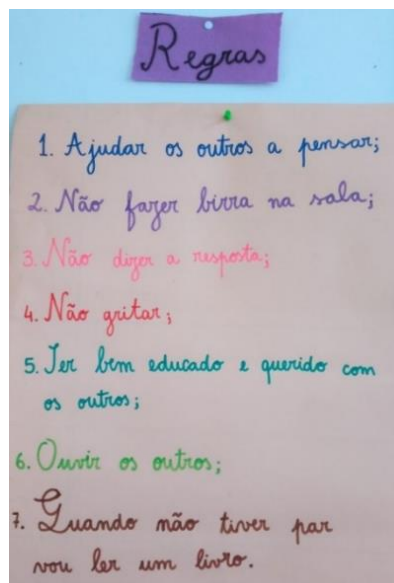 Regras
1. Ajudar os outros a pensar;
2. Não fazer birra na sala;
3. Não dizer a resposta;
4. Não gritar;
5. Ser bem educado e querido com
os outros;
6. Ouvir os outros;
7. Quando não tiver par
vou ler um livro.